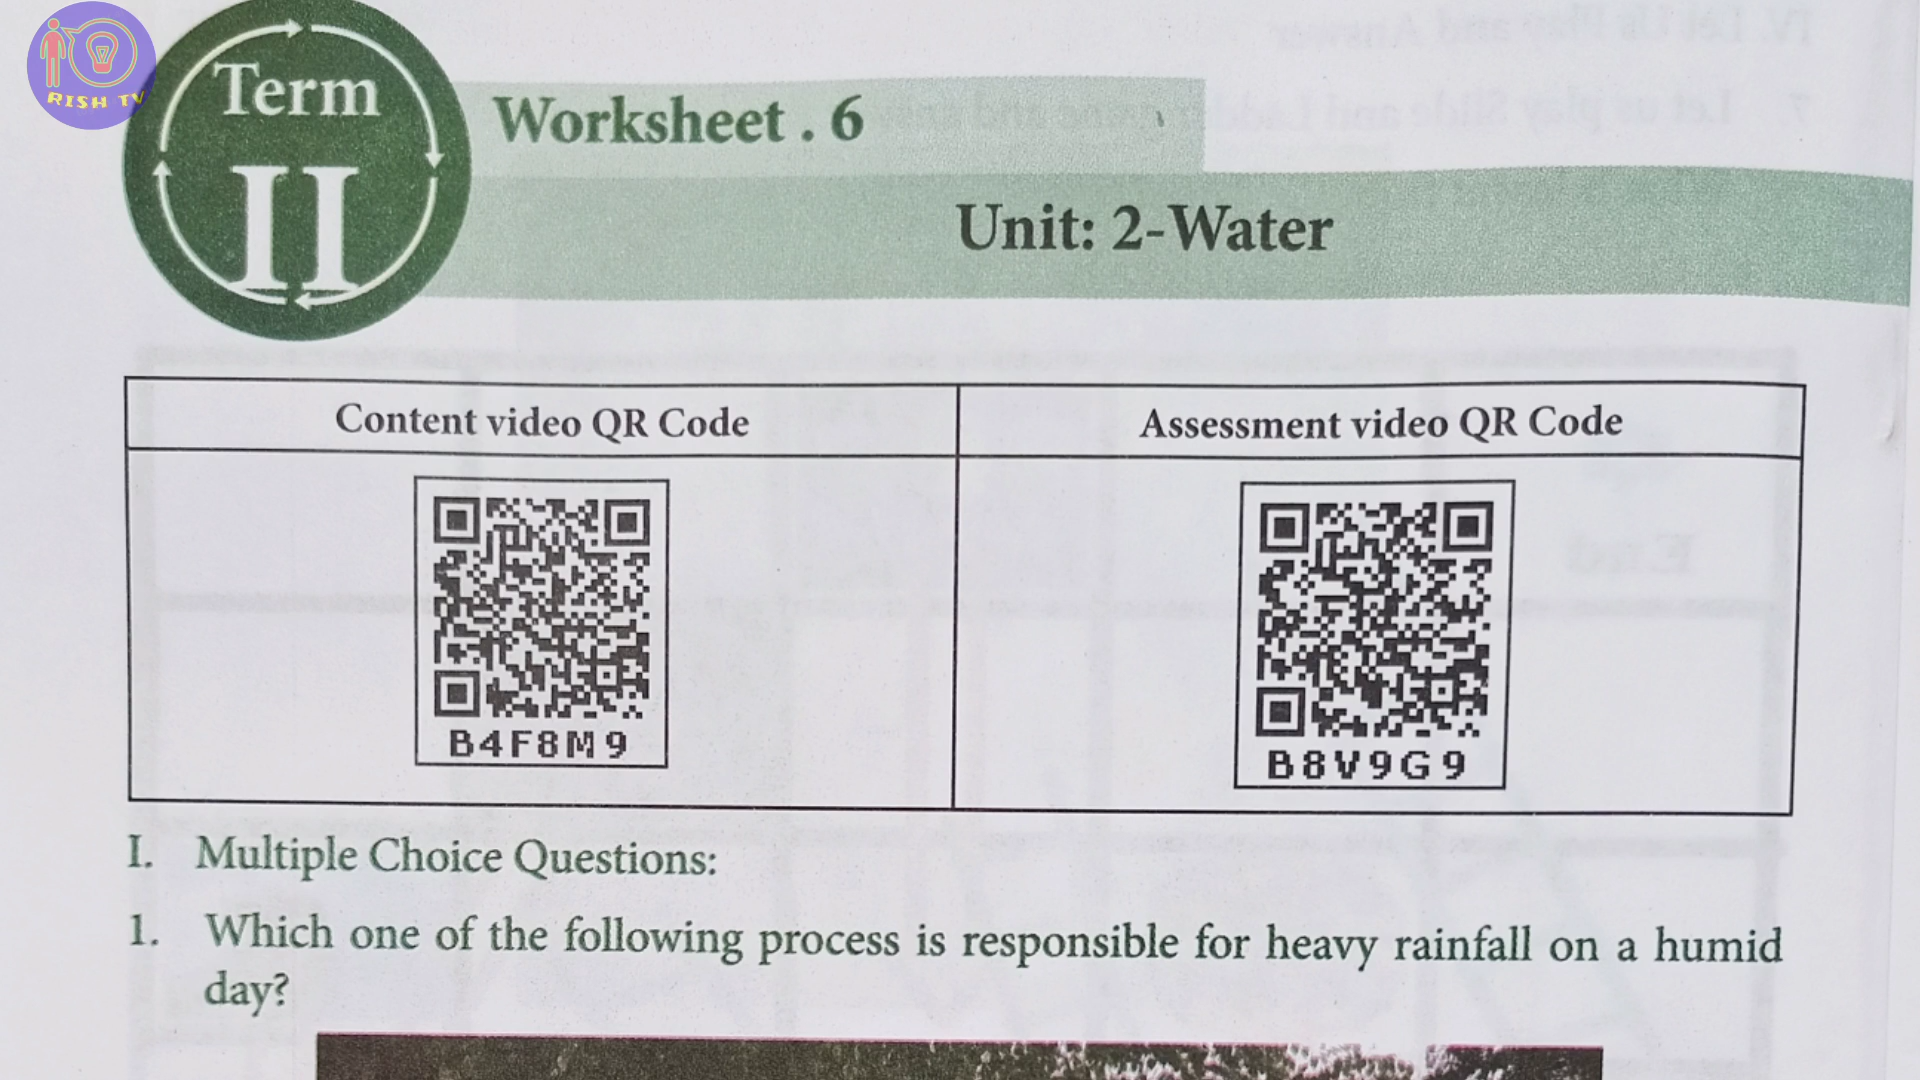 RISH TV
Term
II
Worksheet . 6
Unit: 2-Water
Content video QR Code
Assessment video QR Code
B4F8M9
B8V9G9
I. Multiple Choice Questions:
1. Which one of the following process is responsible for heavy rainfall on a humid
day?